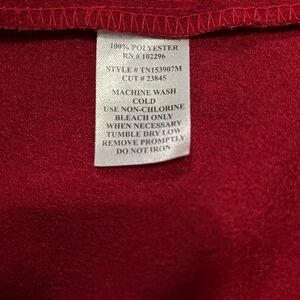 100% POLYESTER
RN # 102296
STYLE # TN153907M
CUT # 23845
MACHINE WASH
COLD
USE NON-CHLORINE
BLEACH ONLY
WHEN NECESSARY
TUMBLE DRY LOW
REMOVE PROMPTLY
DO NOT IRON